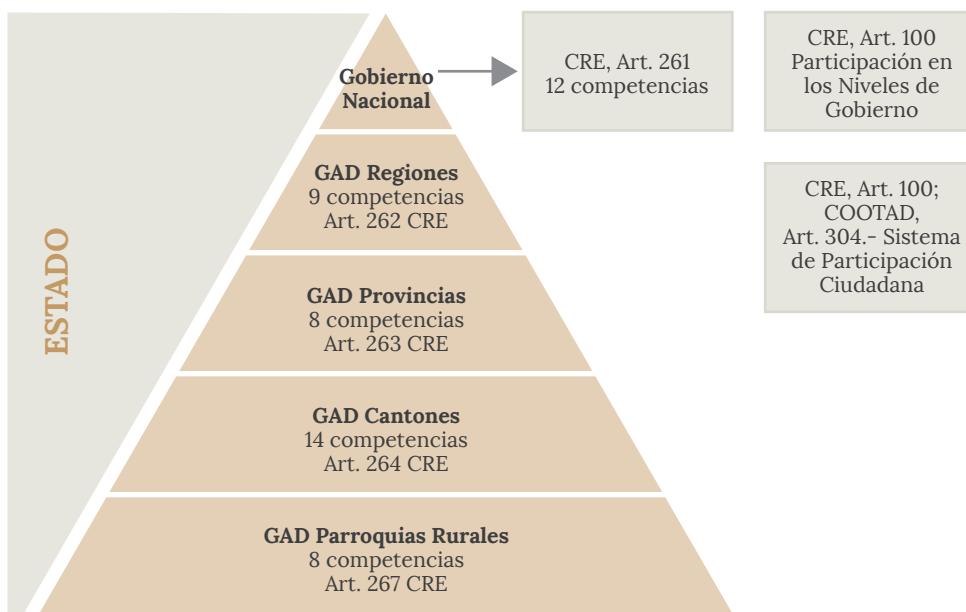 ESTADO
Gobierno
Nacional
CRE, Art. 261
12 competencias
CRE, Art. 100
Participación en
los Niveles de
Gobierno
GAD Regiones
9 competencias
Art. 262 CRE
CRE, Art. 100;
COOTAD,
Art. 304.- Sistema
de Participación
Ciudadana
GAD Provincias
8 competencias
Art. 263 CRE
GAD Cantones
14 competencias
Art. 264 CRE
GAD Parroquias Rurales
8 competencias
Art. 267 CRE